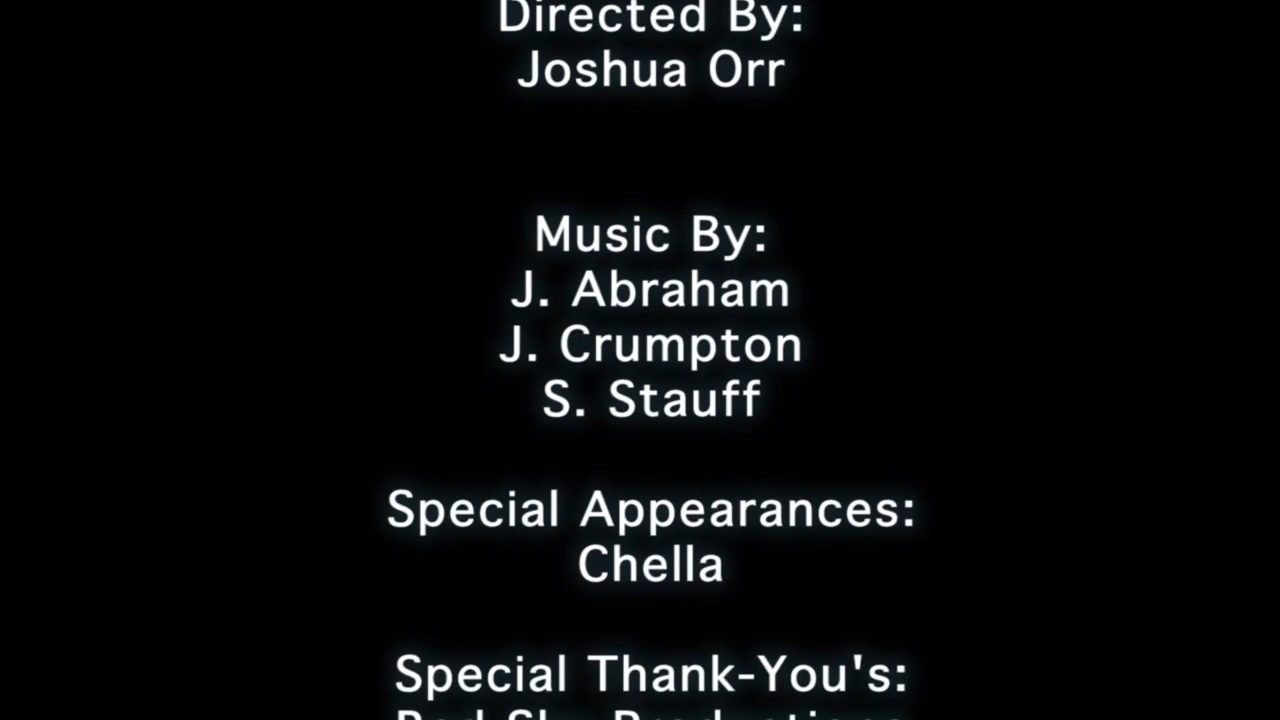 Directed By:
Joshua Orr
Music By:
J. Abraham
J. Crumpton
S. Stauff
Special Appearances:
Chella
Special Thank-You's: